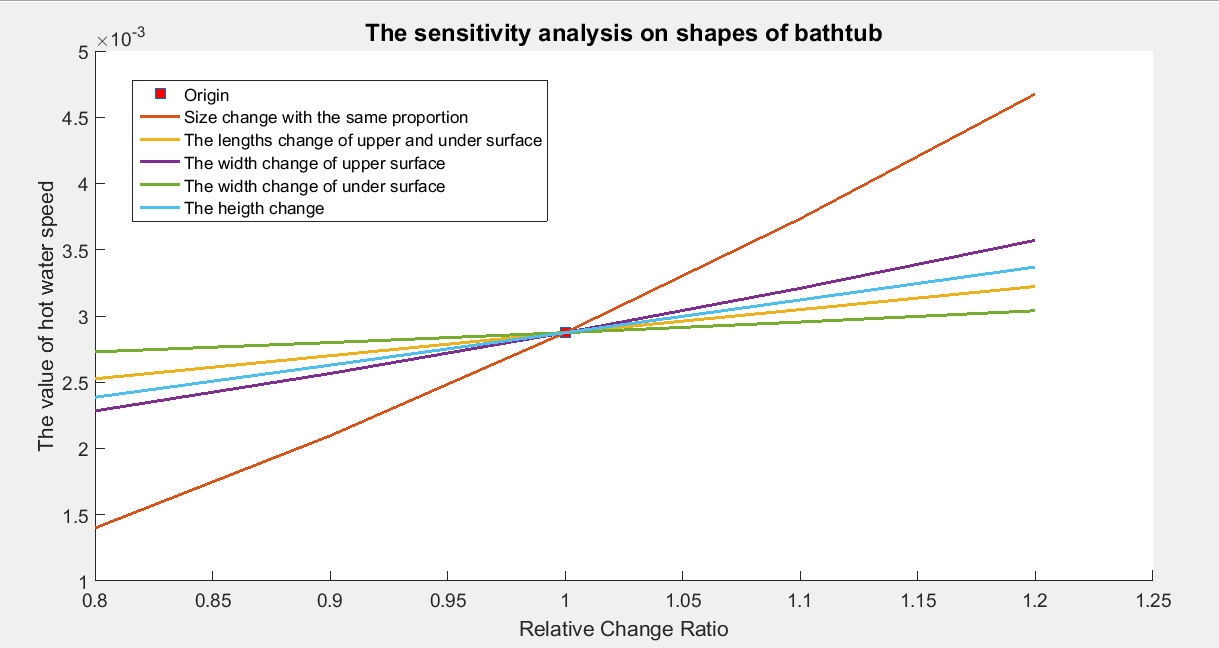 The sensitivity analysis on shapes of bathtub
×10-3
5
4.5
4
3.5
3
2.5
2
1.5
1
The value of hot water speed
Origin
Size change with the same proportion
The lengths change of upper and under surface
The width change of upper surface
The width change of under surface
The heigth change
0.8 0.85 0.9 0.95 1 1.05 1.1 1.15 1.2 1.25
Relative Change Ratio